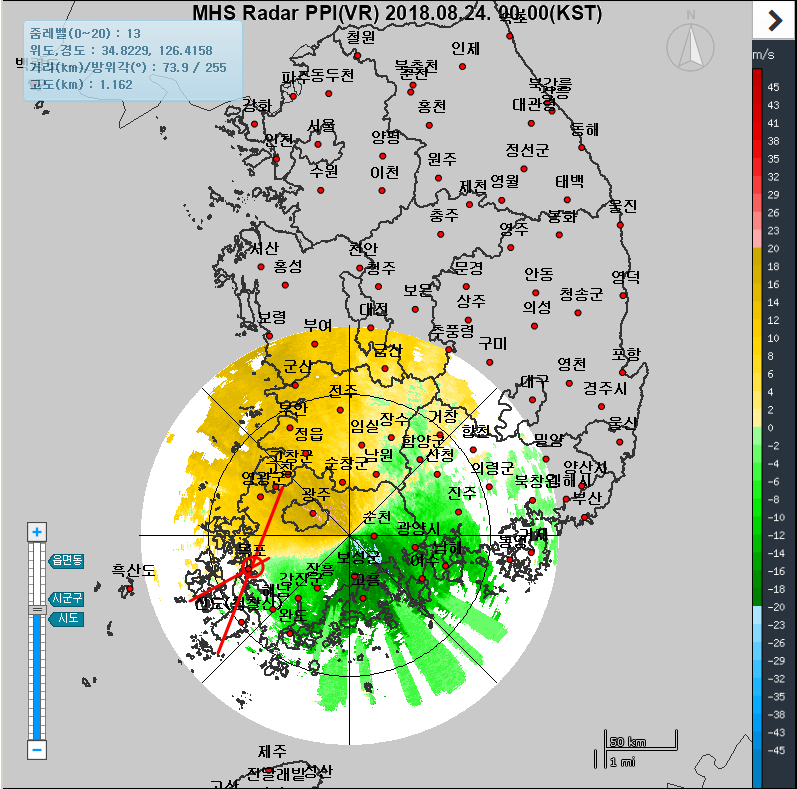 MHS Radar PPI(VR) 2018.08.24. 00:00(KST)
줌레벨(0~20) : 13
위도,경도 : 34.8229, 126.4158
거리(km)/방위각(°) : 73.9 / 255
고도(km) : 1.162
N
m/s
철원
인제
북춘천
춘천
파주
동두천
강화
홍천
북강릉
강릉
대관령
동해
서울
인천
양평
원주
정선군
수원
이천
제천
영월
태백
울진
충주
영주
봉화
서산
천안
홍성
청주
문경
안동
영덕
보은
상주
의성
청송군
보령
부여
대전
추풍령
구미
포항
금산
군산
영천
대구
경주시
전주
부안
임실
장수
거창
합천
울산
정읍
함양군
밀양
고창군
고창
순창군
남원
산청
의령군
양산시
영광군
북창원
김해시
광주
진주
부산
순천
광양시
거제
목포
보성군
남해
여수
흑산도
강진군
장흥
고흥
해남
완도
제주
성산
고산
45
43
41
38
35
32
29
26
23
20
18
16
14
12
10
8
6
4
2
0
−2
−4
−6
−8
−10
−12
−14
−16
−18
−20
−23
−26
−29
−32
−35
−38
−43
−45
읍면동
시군구
시도
50 km
1 mi